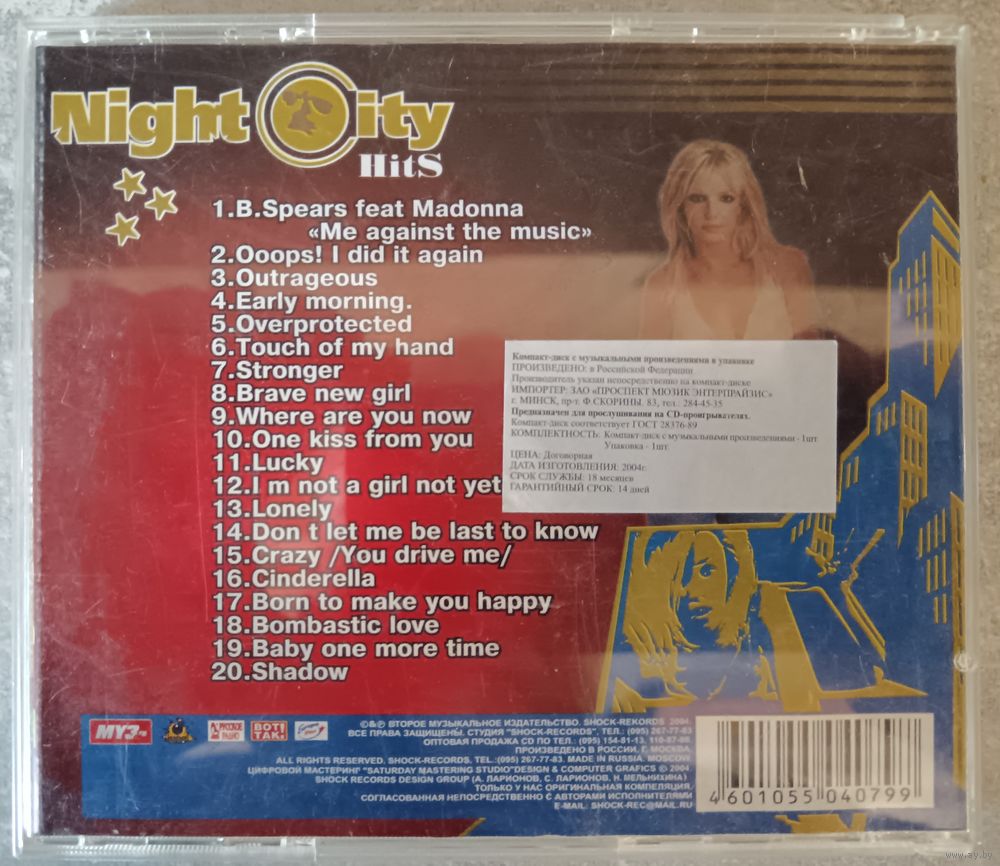 Night City
HitS
1.B.Spears feat Madonna
«Me against the music»
2.Ooops! I did it again
3.Outrageous
4.Early morning.
5.Overprotected
6.Touch of my hand
7.Stronger
8.Brave new girl
9.Where are you now
10.One kiss from you
11.Lucky
12.I m not a girl not yet
13.Lonely
14.Don t let me be last to know
15.Crazy /You drive me/
16.Cinderella
17.Born to make you happy
18.Bombastic love
19.Baby one more time
20.Shadow
Компакт-диск с музыкальными произведениями в упаковке
ПРОИЗВЕДЕНО: в Российской Федерации
Производитель указан непосредственно на компакт-диске
ИМПОРТЕР: ЗАО «ПРОСПЕКТ МЮЗИК ЭНТЕРПРАЙЗИС»
г. МИНСК, пр-т. Ф.СКОРИНЫ. 83, тел.. 284-45-35
Предназначен для прослушивания на CD-проигрывателях.
Компакт-диск соответствует ГОСТ 28376-89
КОМПЛЕКТНОСТЬ: Компакт-диск с музыкальными произведениями - 1шт
Упаковка - 1шт.
ЦЕНА: Договорная
ДАТА ИЗГОТОВЛЕНИЯ: 2004г.
СРОК СЛУЖБЫ: 18 месяцев
ГАРАНТИЙНЫЙ СРОК: 14 дней
МУЗ
РУССКОЕ РАДИО
ВОТ! ТАК!
©&℗ ВТОРОЕ МУЗЫКАЛЬНОЕ ИЗДАТЕЛЬСТВО. SHOCK-REKORDS 2004.
ВСЕ ПРАВА ЗАЩИЩЕНЫ. СТУДИЯ "SHOCK-RECORDS", ТЕЛ.: (095) 267-77-83
ОПТОВАЯ ПРОДАЖА CD ПО ТЕЛ. (095) 154-81-13,
ПРОИЗВЕДЕНО В РОССИИ. Г. МОСКВА.
ALL RIGHTS RESERVED. SHOCK-RECORDS. TEL.:(095) 267-77-83. MADE IN RUSSIA. MOSCOW.
ЦИФРОВОЙ МАСТЕРИНГ "SATURDAY MASTERING STUDIO"DESIGN & COMPUTER GRAFICS © 2004
SHOCK RECORDS DESIGN GROUP (А. ЛАРИОНОВ, С. ЛАРИОНОВ, Н. МЕЛЬНИХИНА)
ТОЛЬКО У НАС ОРИГИНАЛЬНАЯ КОМПЕЛЯЦИЯ.
СОГЛАСОВАННАЯ НЕПОСРЕДСТВЕННО С АВТОРАМИ ИСПОЛНИТЕЛЯМИ
E-MAIL: SHOCK-REC@MAIL.RU
4601055040799
www.ay.by